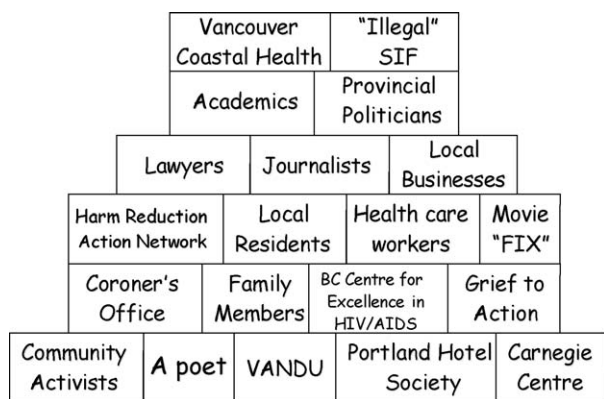 Vancouver
Coastal Health
“Illegal”
SIF
Academics
Provincial
Politicians
Lawyers
Journalists
Local
Businesses
Harm Reduction
Action Network
Local
Residents
Health care
workers
Movie
“FIX”
Coroner’s
Office
Family
Members
BC Centre for
Excellence in
HIV/AIDS
Grief to
Action
Community
Activists
A poet
VANDU
Portland Hotel
Society
Carnegie
Centre